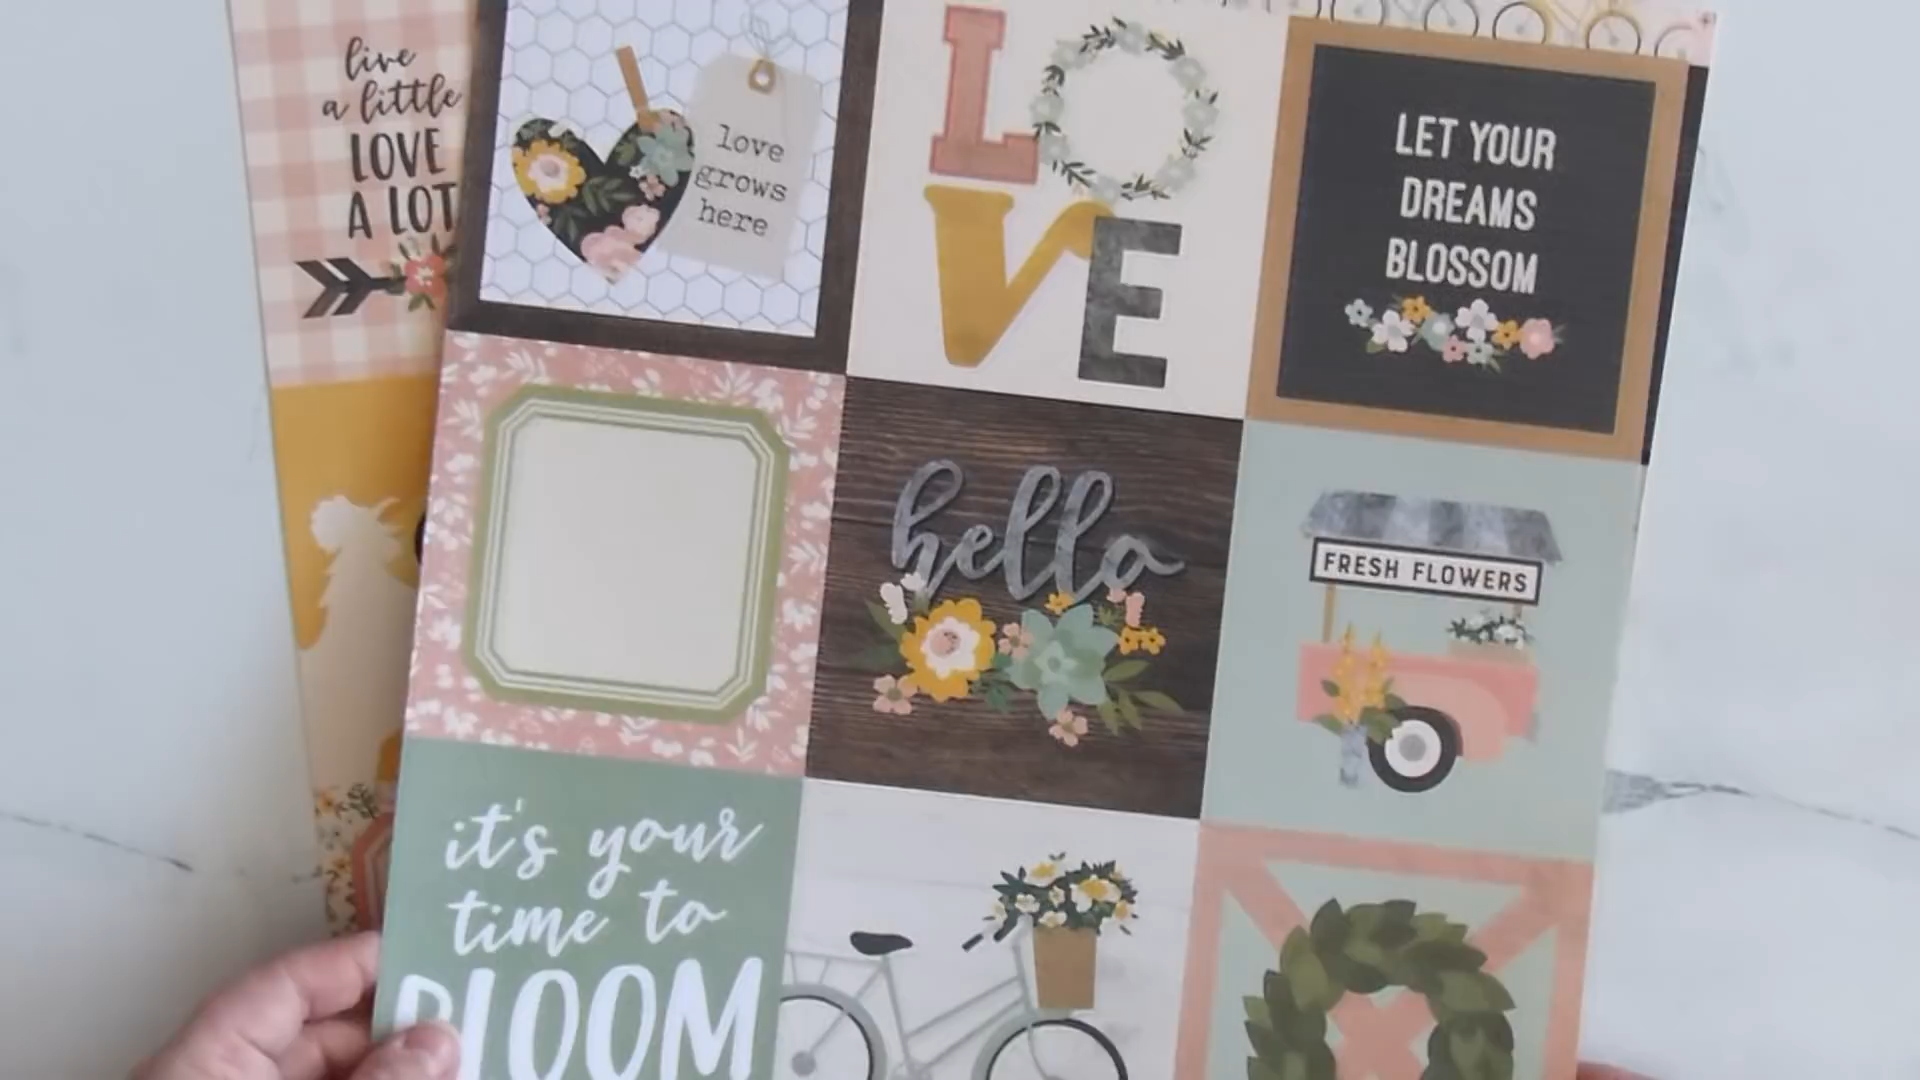 live
a little
LOVE
A LOT
love
grows
here
LOVE
LET YOUR
DREAMS
BLOSSOM
hello
FRESH FLOWERS
it's your
time to
BLOOM